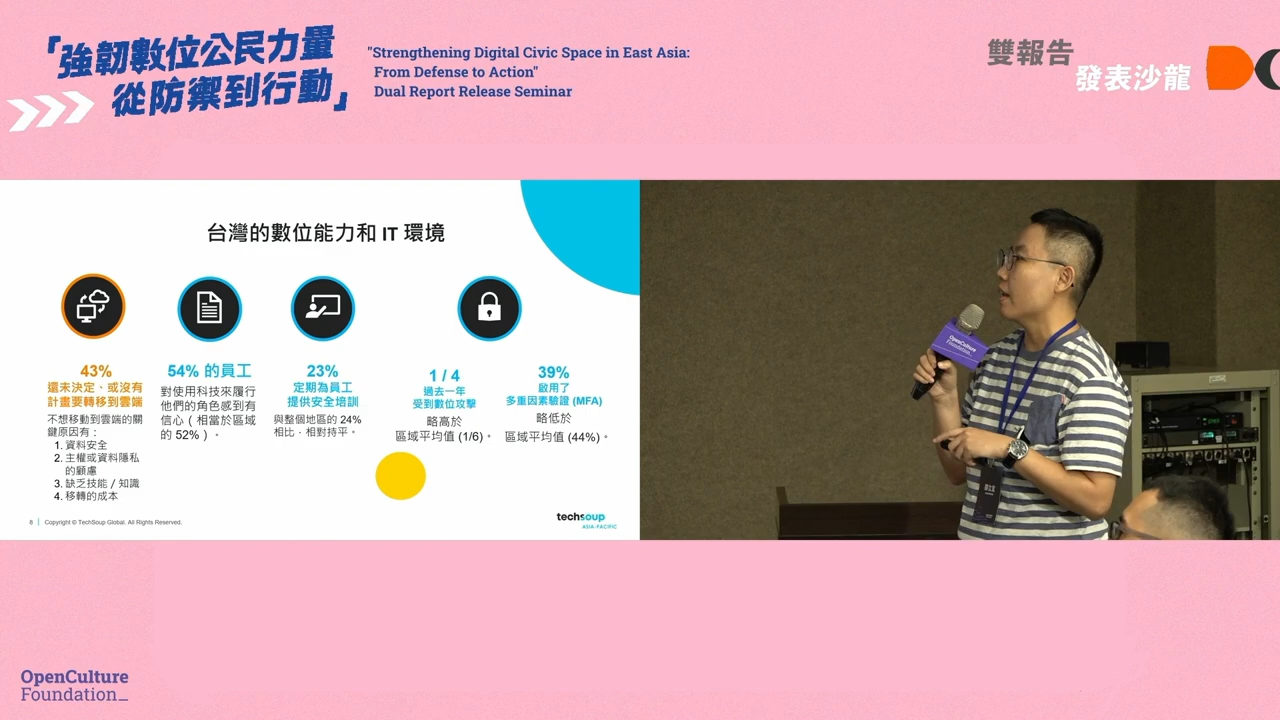 「強韌數位公民力量
從防禦到行動」
"Strengthening Digital Civic Space in East Asia:
From Defense to Action"
Dual Report Release Seminar
雙報告
發表沙龍
台灣的數位能力和 IT 環境
43%
還未決定、或沒有
計畫要轉移到雲端
不想移動到雲端的關
鍵原因有：
1. 資料安全
2. 主權或資料隱私
的顧慮
3. 缺乏技能 / 知識
4. 移轉的成本
54% 的員工
對使用科技來履行
他們的角色感到有
信心（相當於區域
的 52%）。
23%
定期為員工
提供安全培訓
與整個地區的 24%
相比，相對持平。
1 / 4
過去一年
受到數位攻擊
略高於
區域平均值 (1/6)。
39%
啟用了
多重因素驗證 (MFA)
略低於
區域平均值 (44%)。
8 | Copyright © TechSoup Global. All Rights Reserved.
techsoup
ASIA-PACIFIC
OpenCulture
Foundation_
OpenCulture
Foundation_